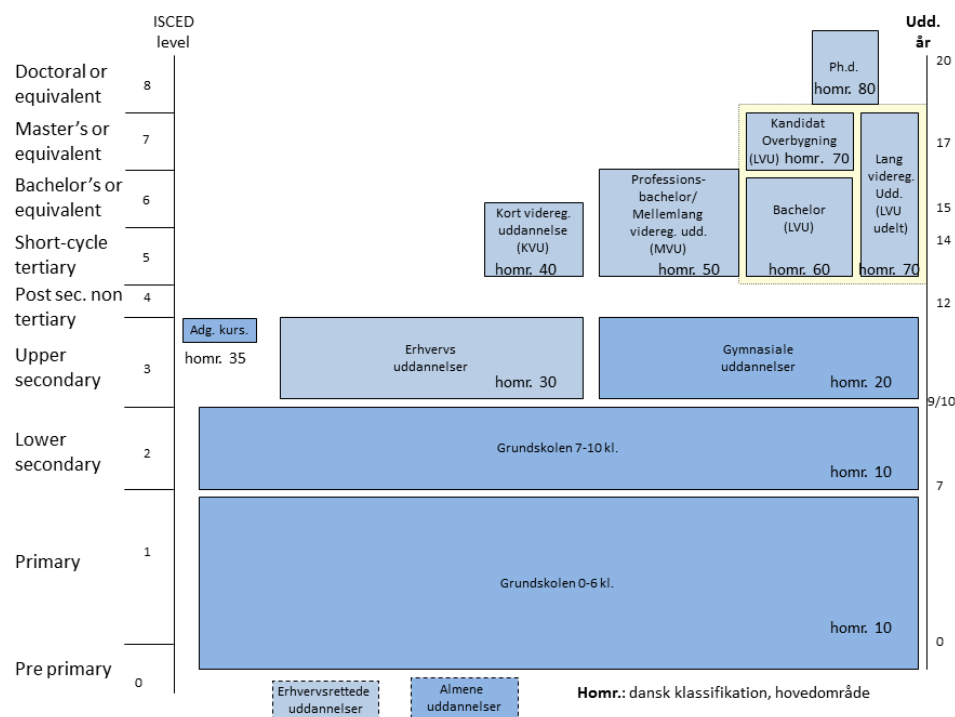 ISCED
level
Udd.
år
Doctoral or
equivalent
8
Ph.d.
homr. 80
20
Master's or
equivalent
7
Kandidat
Overbygning
(LVU) homr. 70
17
Lang
videreg.
Udd.
(LVU
udelt)
homr. 70
Bachelor's or
equivalent
6
Kort videreg.
uddannelse
(KVU)
homr. 40
Professions-
bachelor/
Mellemlang
videreg. udd.
(MVU)
homr. 50
Bachelor
(LVU)
homr. 60
15
14
Short-cycle
tertiary
5
Post sec. non
tertiary
4
12
Adg. kurs.
homr. 35
Upper
secondary
3
Erhvervs
uddannelser
homr. 30
Gymnasiale
uddannelser
homr. 20
9/10
Lower
secondary
2
Grundskolen 7-10 kl.
homr. 10
7
Primary
1
Grundskolen 0-6 kl.
homr. 10
0
Pre primary
0
Erhvervsrettede
uddannelser
Almene
uddannelser
Homr.: dansk klassifikation, hovedområde